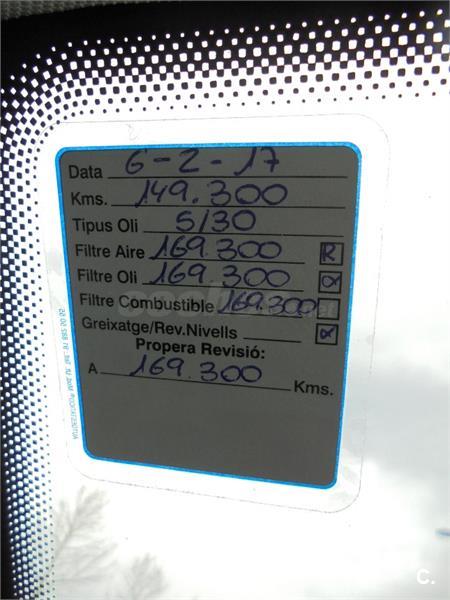 Data 6-2-17
Kms. 149.300
Tipus Oli 5/30
Filtre Aire 169.300 R
Filtre Oli 169.300
Filtre Combustible 169.300
Greixatge/Rev.Nivells
Propera Revisió:
A 169.300 Kms.
C.